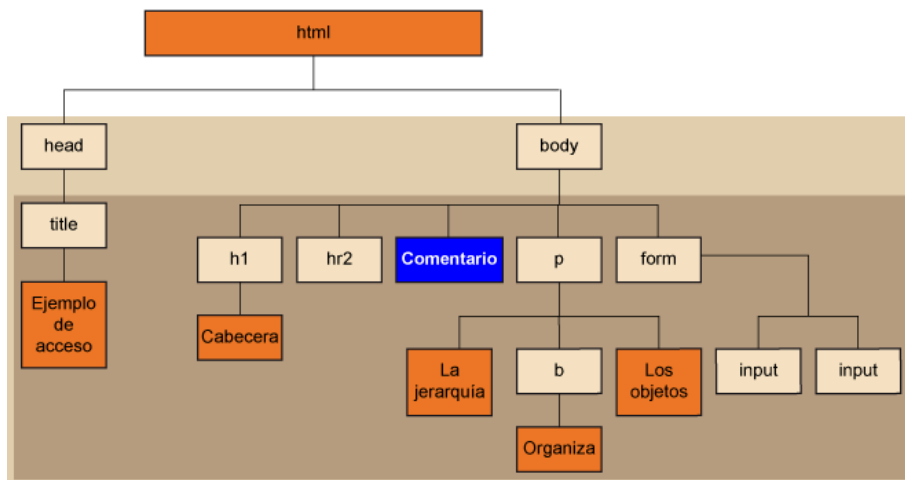 html
head
body
title
h1
hr2
Comentario
p
form
Ejemplo
de
acceso
Cabecera
La
jerarquía
b
Los
objetos
input
input
Organiza